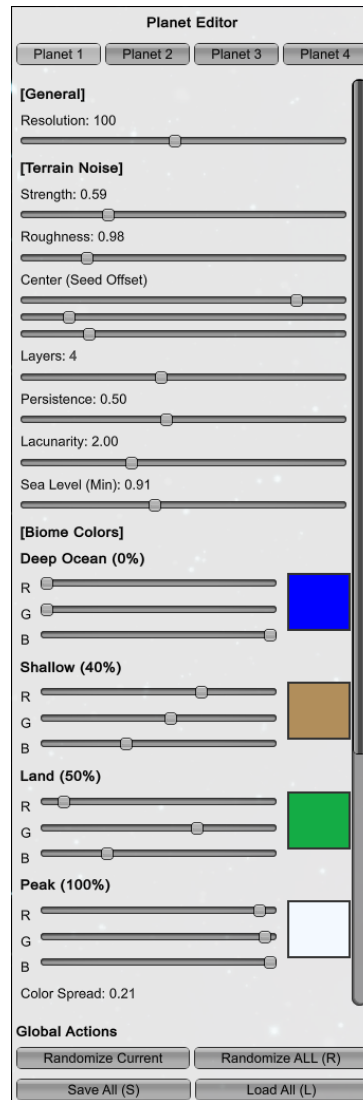 Planet Editor
Planet 1 Planet 2 Planet 3 Planet 4
[General]
Resolution: 100
[Terrain Noise]
Strength: 0.59
Roughness: 0.98
Center (Seed Offset)
Layers: 4
Persistence: 0.50
Lacunarity: 2.00
Sea Level (Min): 0.91
[Biome Colors]
Deep Ocean (0%)
R
G
B
Shallow (40%)
R
G
B
Land (50%)
R
G
B
Peak (100%)
R
G
B
Color Spread: 0.21
Global Actions
Randomize Current Randomize ALL (R)
Save All (S) Load All (L)